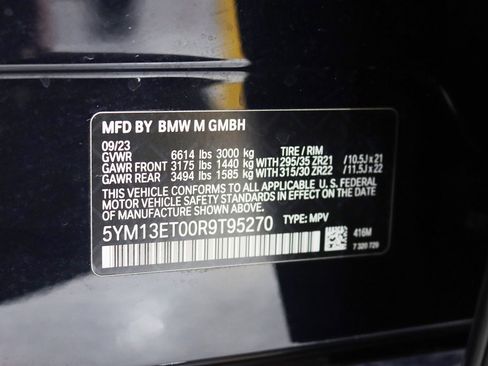 MFD BY BMW M GMBH
09/23 TIRE / RIM
GVWR 6614 lbs 3000 kg
GAWR FRONT 3175 lbs 1440 kg WITH 295/35 ZR21 /10.5J x 21
GAWR REAR 3494 lbs 1585 kg WITH 315/30 ZR22 /11.5J x 22
THIS VEHICLE CONFORMS TO ALL APPLICABLE U.S. FEDERAL
MOTOR VEHICLE SAFETY STANDARDS IN EFFECT ON THE
DATE OF MANUFACTURE SHOWN ABOVE.
5YM13ET00R9T95270 TYPE: MPV
416M
7 320 729